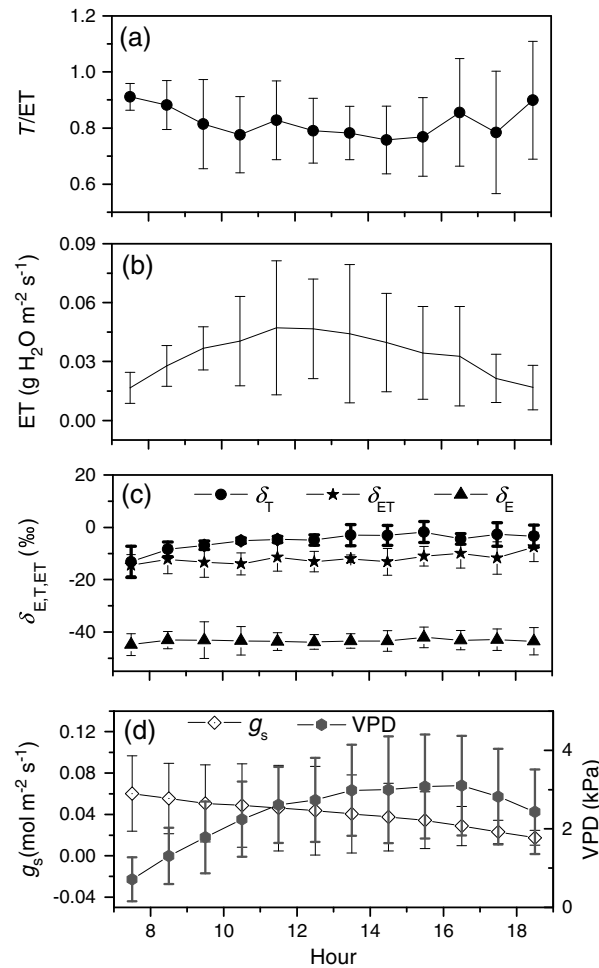 (a)
T/ET
1.2
1.0
0.8
0.6
(b)
ET (g H₂O m⁻² s⁻¹)
0.09
0.06
0.03
0.00
(c)
δT δET δE
δE,T,ET (‰)
20
0
-20
-40
(d)
gs VPD
gs(mol m⁻² s⁻¹)
0.12
0.08
0.04
0.00
-0.04
VPD (kPa)
4
2
0
8 10 12 14 16 18
Hour